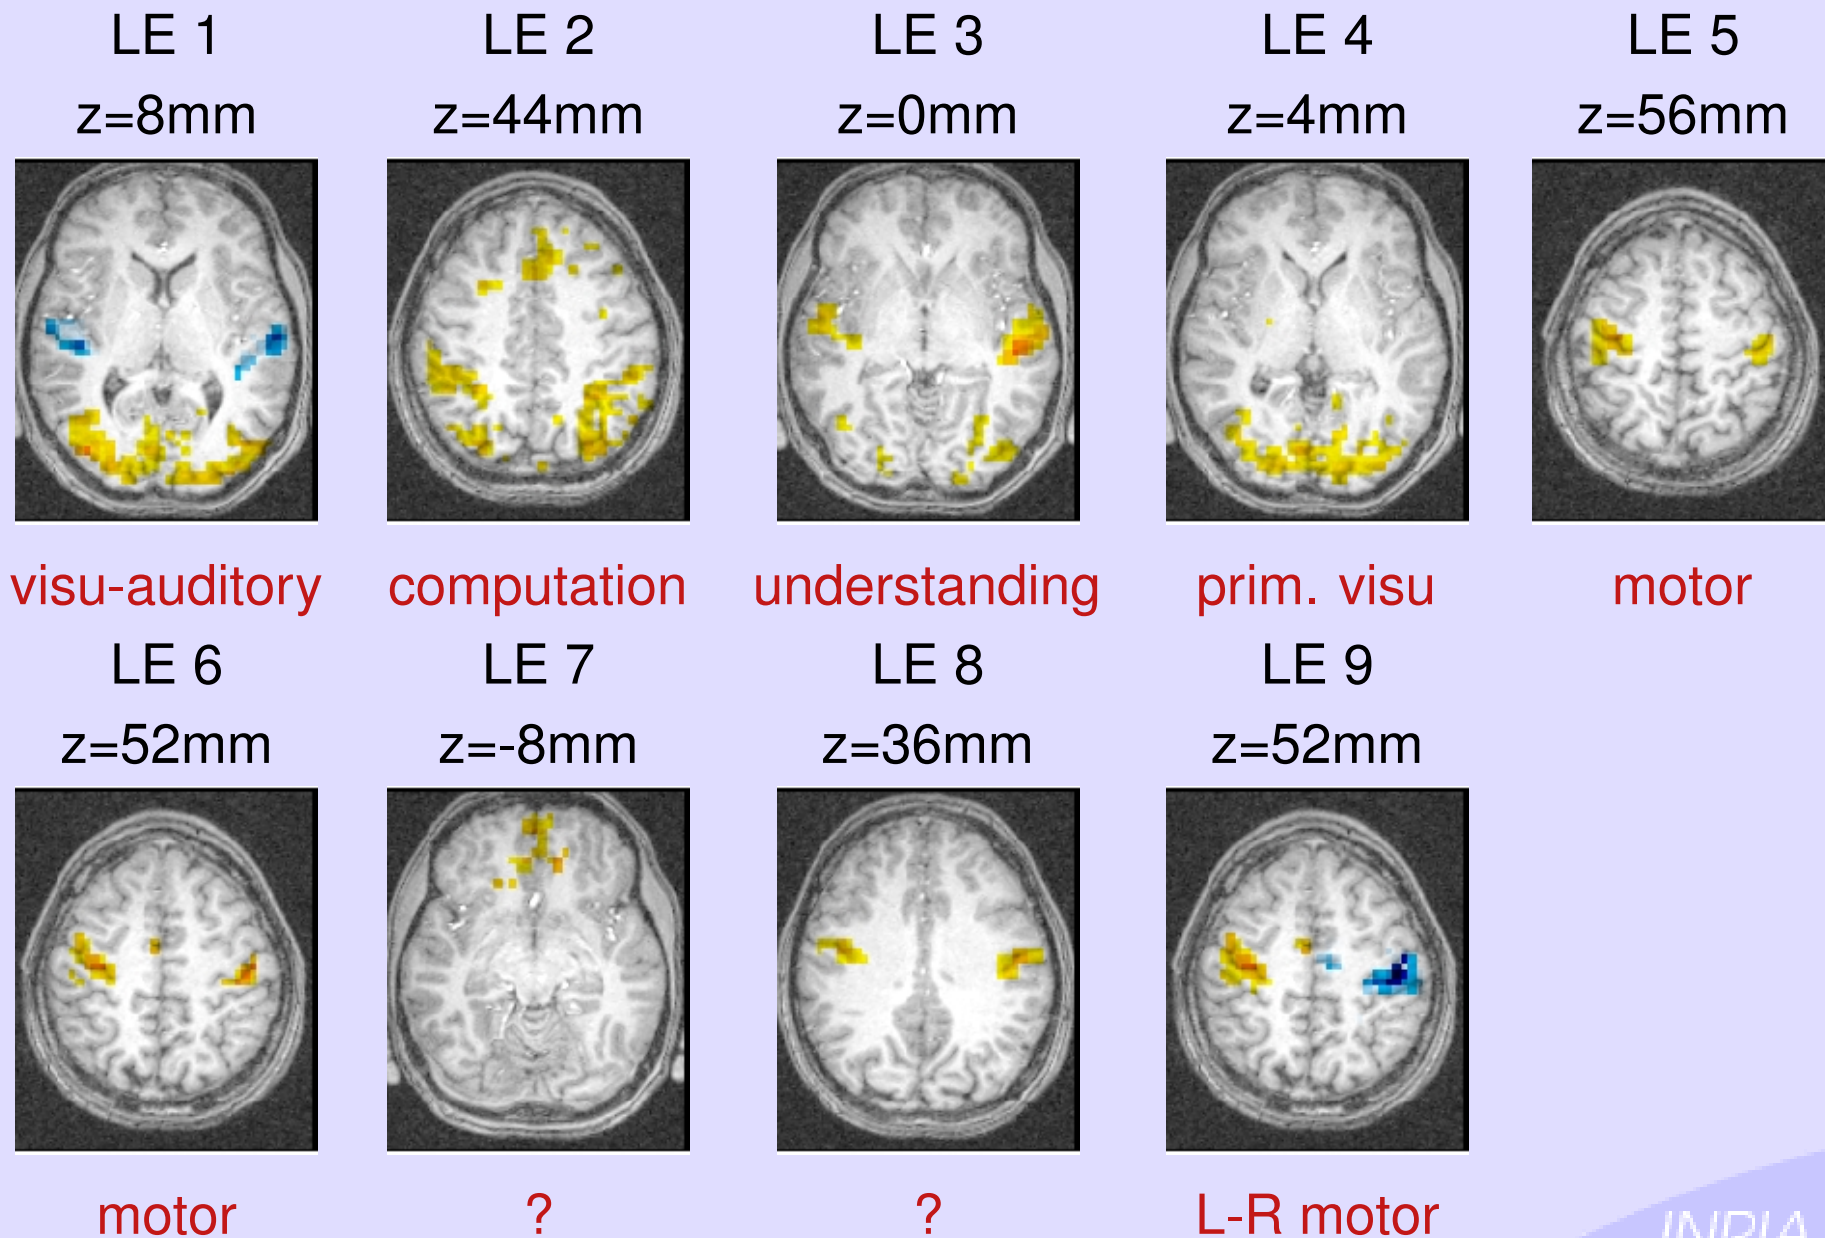 LE 1 LE 2 LE 3 LE 4 LE 5
z=8mm z=44mm z=0mm z=4mm z=56mm
visu-auditory computation understanding prim. visu motor
LE 6 LE 7 LE 8 LE 9
z=52mm z=-8mm z=36mm z=52mm
motor ? ? L-R motor
INRIA